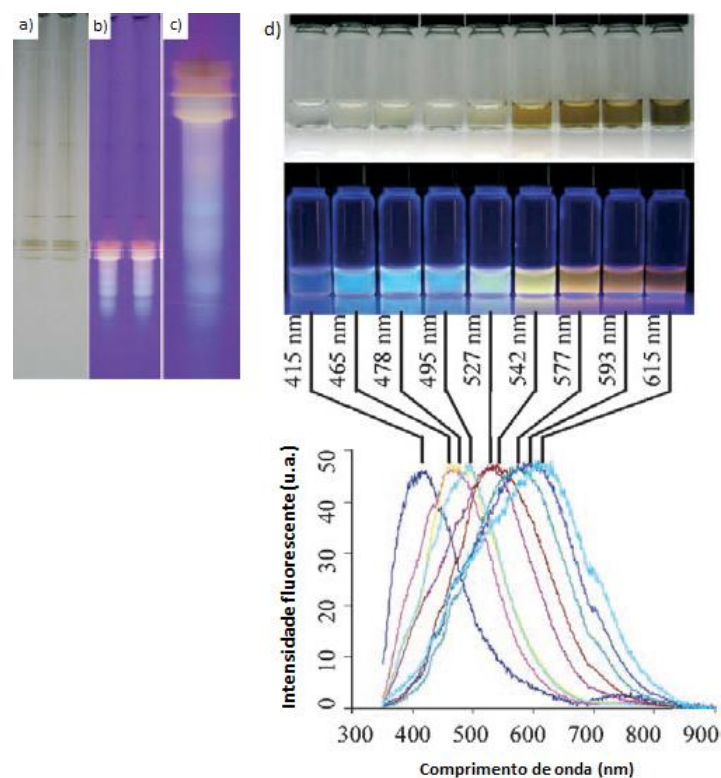 a)
b)
c)
d)
415 nm
465 nm
478 nm
495 nm
527 nm
542 nm
577 nm
593 nm
615 nm
Intensidade fluorescente (u.a.)
50
40
30
20
10
0
300 400 500 600 700 800 900
Comprimento de onda (nm)